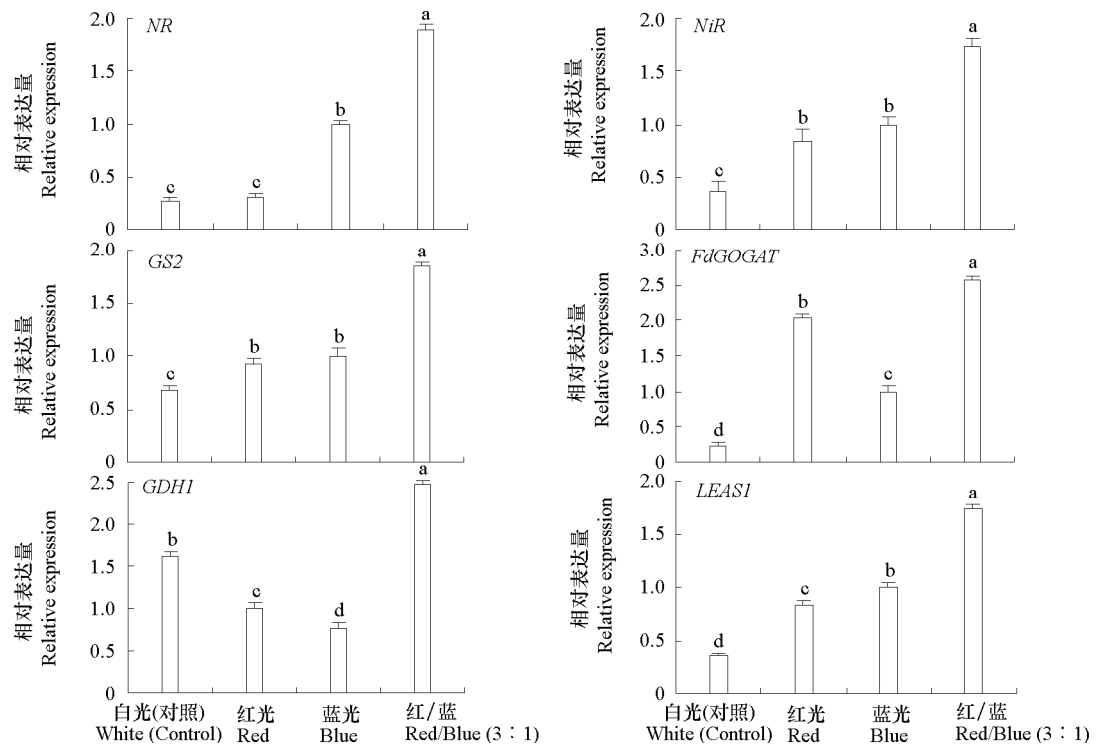 NR
相对表达量
Relative expression
2.0
1.5
1.0
0.5
0
c
c
b
a
NiR
相对表达量
Relative expression
2.0
1.5
1.0
0.5
0
c
b
b
a
GS2
相对表达量
Relative expression
2.0
1.5
1.0
0.5
0
c
b
b
a
FdGOGAT
相对表达量
Relative expression
3.0
2.5
2.0
1.5
1.0
0.5
0
d
b
c
a
GDH1
相对表达量
Relative expression
2.5
2.0
1.5
1.0
0.5
0
b
c
d
a
白光(对照)
White (Control)
红光
Red
蓝光
Blue
红/蓝
Red/Blue (3∶1)
LEAS1
相对表达量
Relative expression
2.0
1.5
1.0
0.5
0
d
c
b
a
白光(对照)
White (Control)
红光
Red
蓝光
Blue
红/蓝
Red/Blue (3∶1)